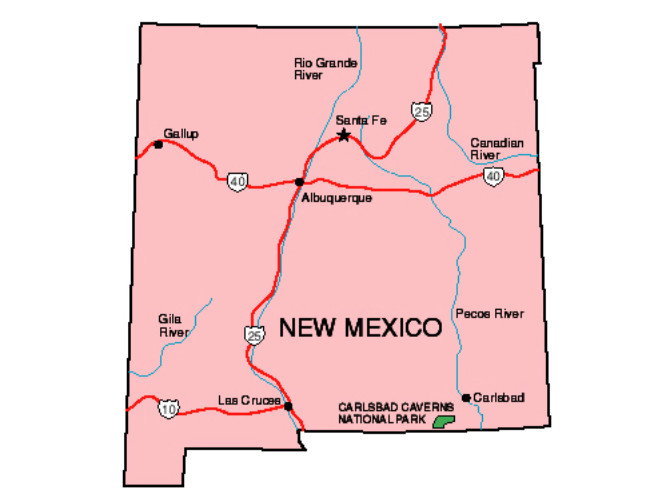 Rio Grande
River
25
Santa Fe
Gallup
Canadian
River
40
40
Albuquerque
Gila
River
25
NEW MEXICO
Pecos River
10
Las Cruces
CARLSBAD CAVERNS
NATIONAL PARK
Carlsbad